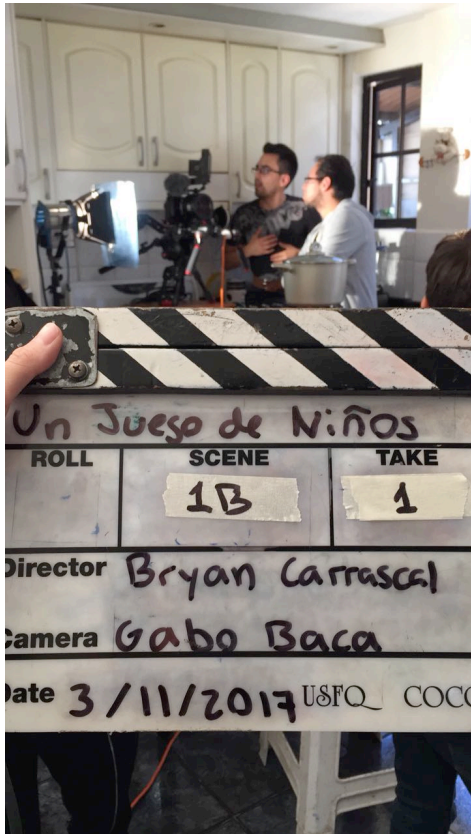 Un Juego de Niños
ROLL SCENE TAKE
1B 1
Director Bryan Carrascal
Camera Gabo Baca
Date 3/11/2017 USFQ COCO